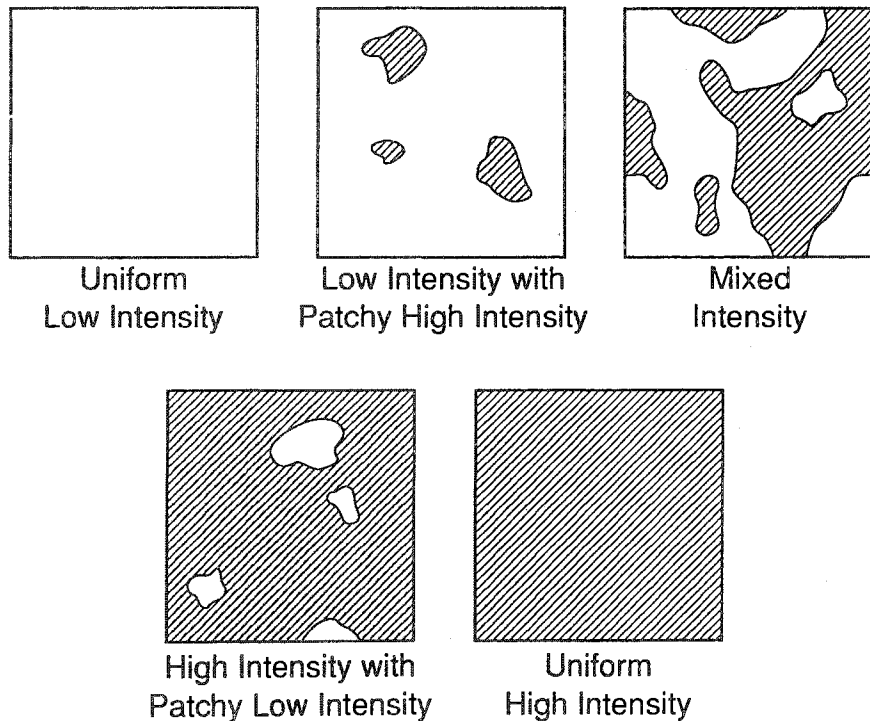 Uniform
Low Intensity
Low Intensity with
Patchy High Intensity
Mixed
Intensity
High Intensity with
Patchy Low Intensity
Uniform
High Intensity